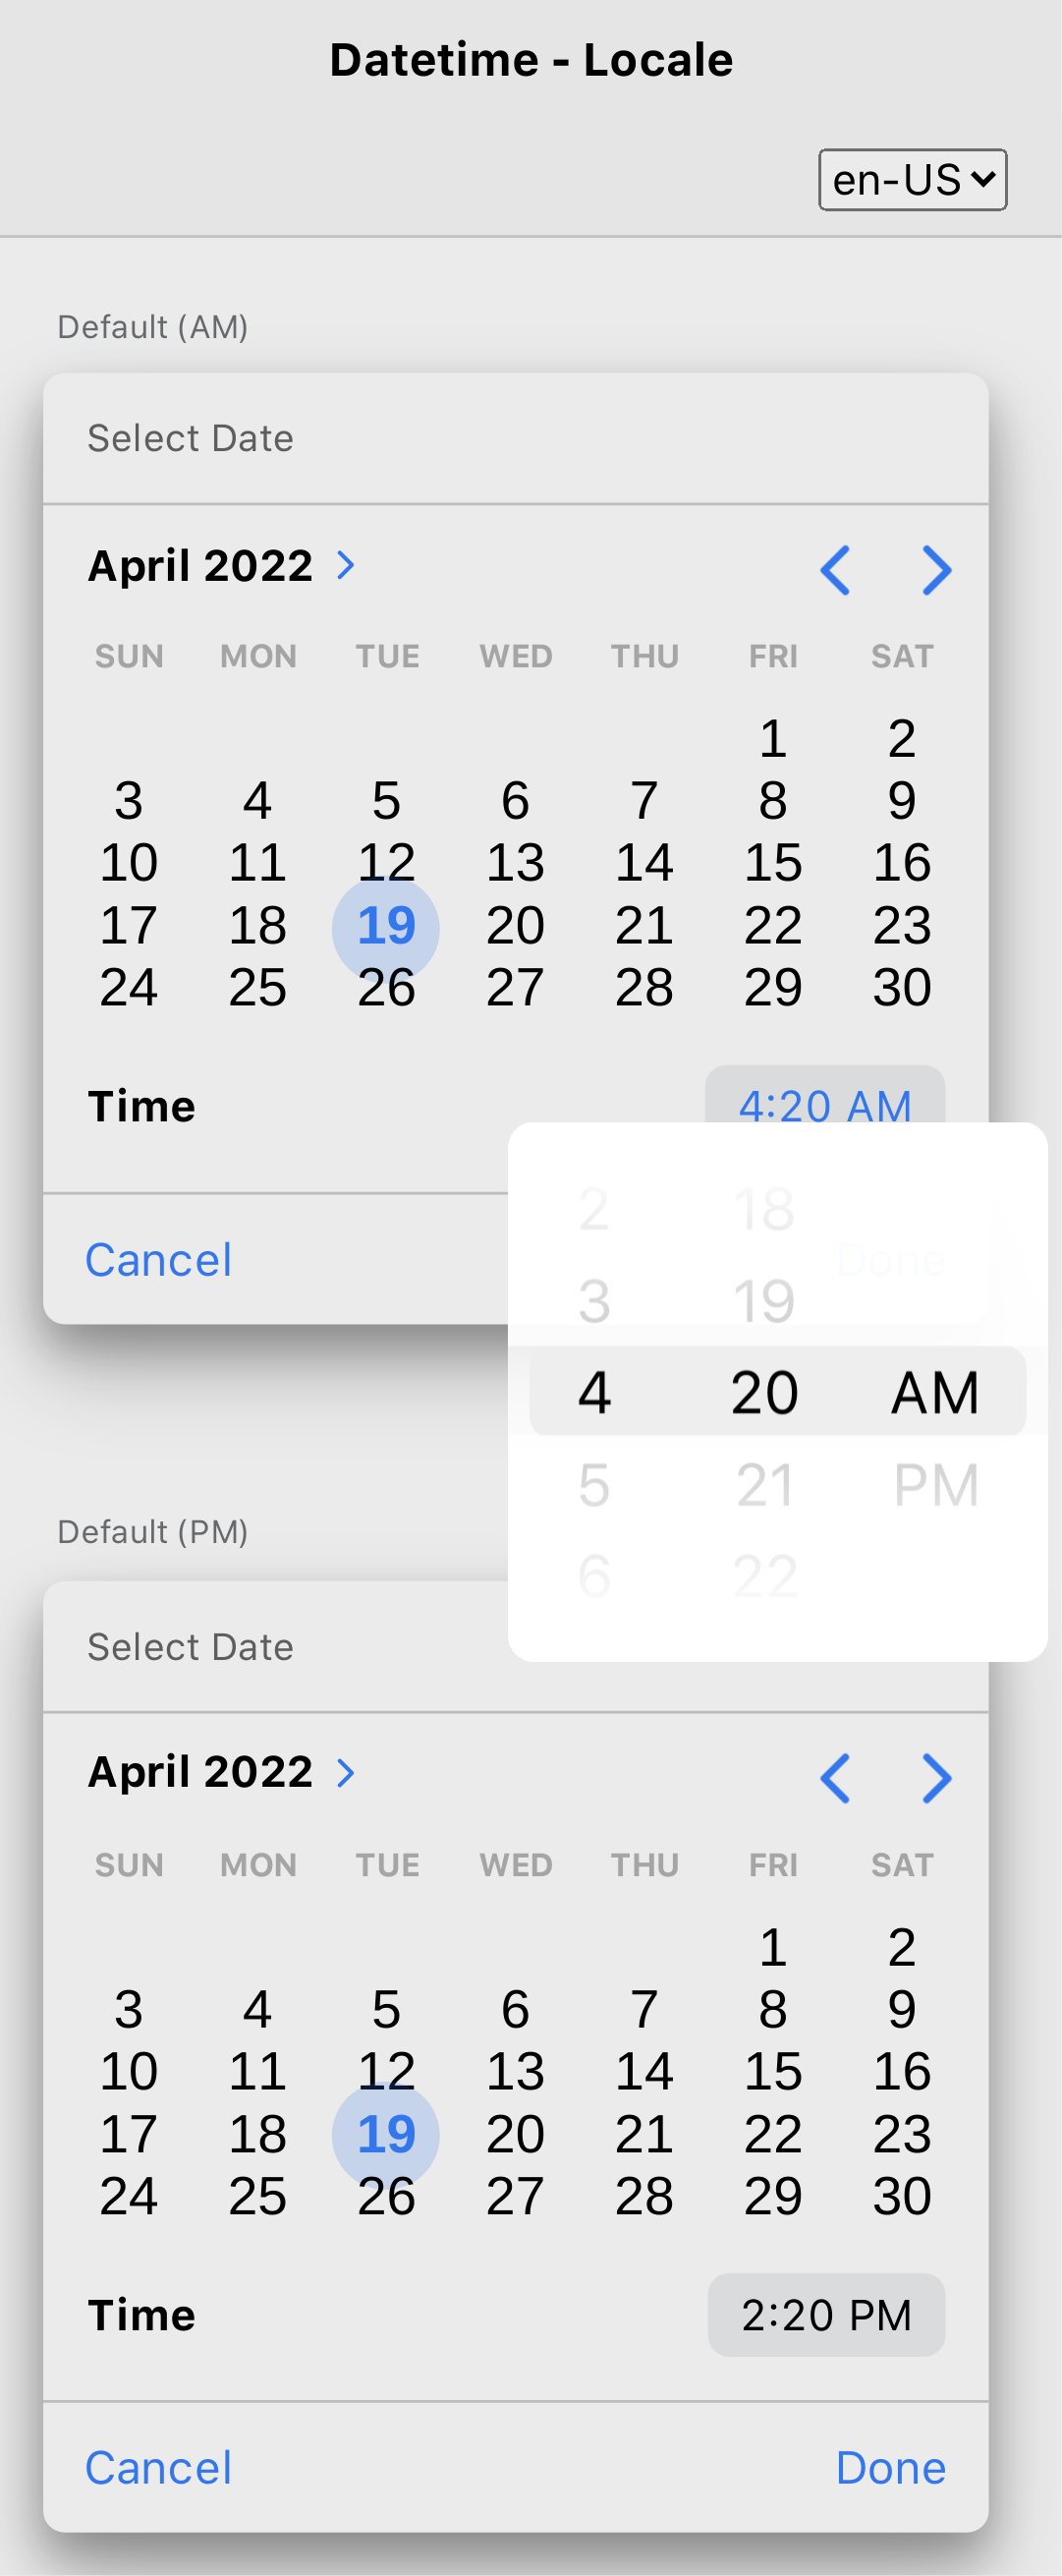 Datetime - Locale
en-US
Default (AM)
Select Date
April 2022
SUN MON TUE WED THU FRI SAT
1 2
3 4 5 6 7 8 9
10 11 12 13 14 15 16
17 18 19 20 21 22 23
24 25 26 27 28 29 30
Time 4:20 AM
2 18
Cancel Done
3 19
4 20 AM
5 21 PM
6 22
Default (PM)
Select Date
April 2022
SUN MON TUE WED THU FRI SAT
1 2
3 4 5 6 7 8 9
10 11 12 13 14 15 16
17 18 19 20 21 22 23
24 25 26 27 28 29 30
Time 2:20 PM
Cancel Done